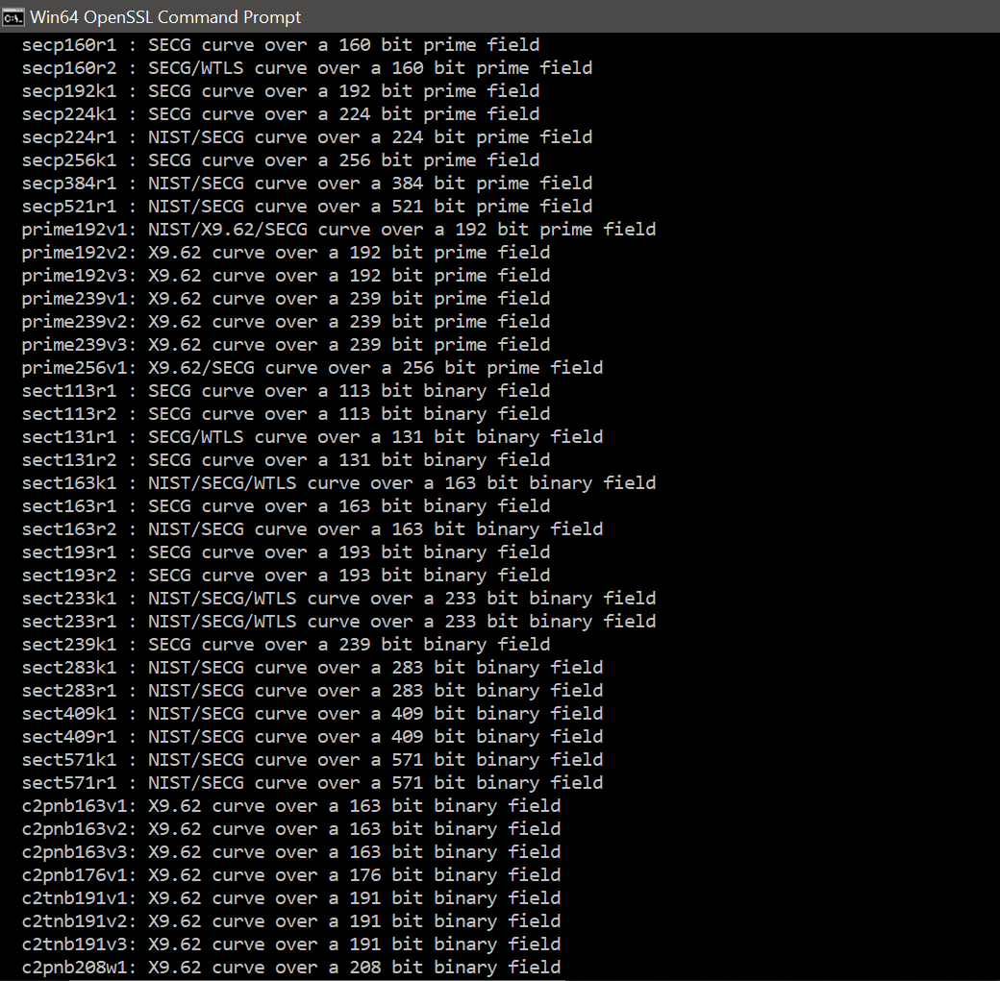 Win64 OpenSSL Command Prompt
secp160r1 : SECG curve over a 160 bit prime field
secp160r2 : SECG/WTLS curve over a 160 bit prime field
secp192k1 : SECG curve over a 192 bit prime field
secp224k1 : SECG curve over a 224 bit prime field
secp224r1 : NIST/SECG curve over a 224 bit prime field
secp256k1 : SECG curve over a 256 bit prime field
secp384r1 : NIST/SECG curve over a 384 bit prime field
secp521r1 : NIST/SECG curve over a 521 bit prime field
prime192v1: NIST/X9.62/SECG curve over a 192 bit prime field
prime192v2: X9.62 curve over a 192 bit prime field
prime192v3: X9.62 curve over a 192 bit prime field
prime239v1: X9.62 curve over a 239 bit prime field
prime239v2: X9.62 curve over a 239 bit prime field
prime239v3: X9.62 curve over a 239 bit prime field
prime256v1: X9.62/SECG curve over a 256 bit prime field
sect113r1 : SECG curve over a 113 bit binary field
sect113r2 : SECG curve over a 113 bit binary field
sect131r1 : SECG/WTLS curve over a 131 bit binary field
sect131r2 : SECG curve over a 131 bit binary field
sect163k1 : NIST/SECG/WTLS curve over a 163 bit binary field
sect163r1 : SECG curve over a 163 bit binary field
sect163r2 : NIST/SECG curve over a 163 bit binary field
sect193r1 : SECG curve over a 193 bit binary field
sect193r2 : SECG curve over a 193 bit binary field
sect233k1 : NIST/SECG/WTLS curve over a 233 bit binary field
sect233r1 : NIST/SECG/WTLS curve over a 233 bit binary field
sect239k1 : SECG curve over a 239 bit binary field
sect283k1 : NIST/SECG curve over a 283 bit binary field
sect283r1 : NIST/SECG curve over a 283 bit binary field
sect409k1 : NIST/SECG curve over a 409 bit binary field
sect409r1 : NIST/SECG curve over a 409 bit binary field
sect571k1 : NIST/SECG curve over a 571 bit binary field
sect571r1 : NIST/SECG curve over a 571 bit binary field
c2pnb163v1: X9.62 curve over a 163 bit binary field
c2pnb163v2: X9.62 curve over a 163 bit binary field
c2pnb163v3: X9.62 curve over a 163 bit binary field
c2pnb176v1: X9.62 curve over a 176 bit binary field
c2tnb191v1: X9.62 curve over a 191 bit binary field
c2tnb191v2: X9.62 curve over a 191 bit binary field
c2tnb191v3: X9.62 curve over a 191 bit binary field
c2pnb208w1: X9.62 curve over a 208 bit binary field